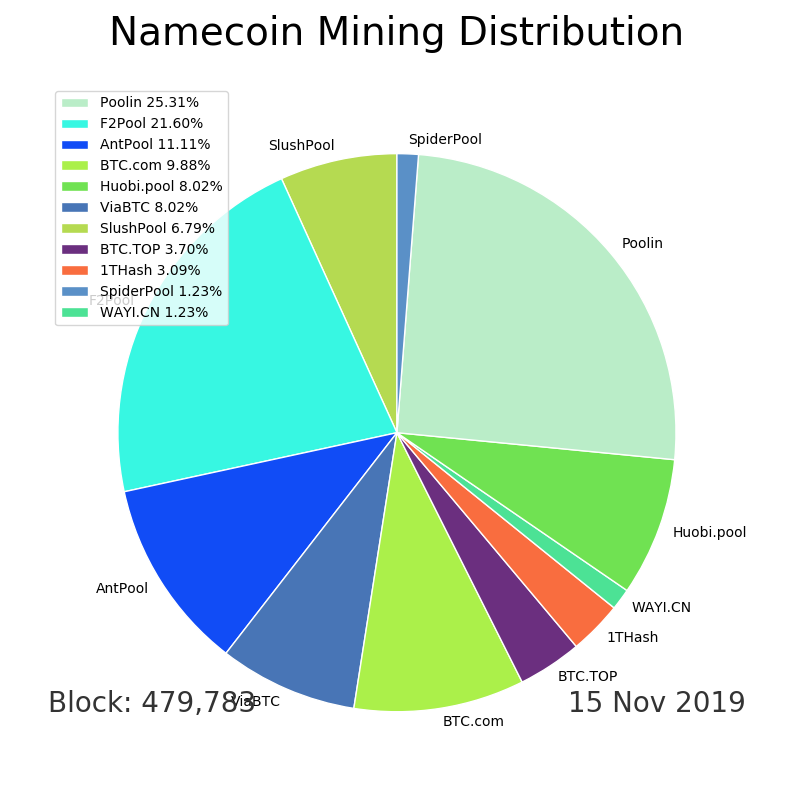 Namecoin Mining Distribution
Poolin 25.31%
F2Pool 21.60%
AntPool 11.11%
BTC.com 9.88%
Huobi.pool 8.02%
ViaBTC 8.02%
SlushPool 6.79%
BTC.TOP 3.70%
1THash 3.09%
SpiderPool 1.23%
WAYI.CN 1.23%
SlushPool
SpiderPool
Poolin
F2Pool
Huobi.pool
AntPool
WAYI.CN
1THash
BTC.TOP
ViaBTC
BTC.com
Block: 479,783
15 Nov 2019